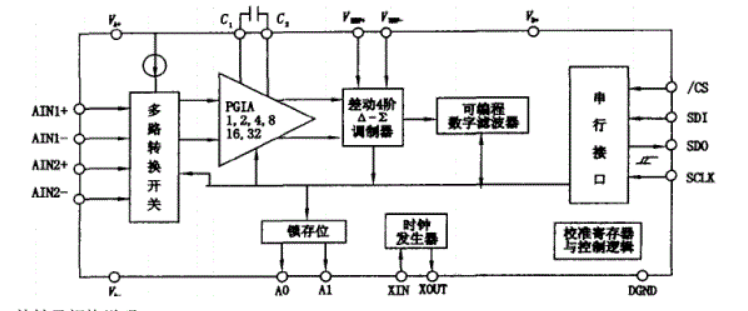 VA+
C1
C2
VREF+
VREF-
VD+
AIN1+
AIN1-
AIN2+
AIN2-
多路转换开关
PGIA
1, 2, 4, 8
16, 32
差动4阶
Δ-Σ
调制器
可编程
数字滤波器
串行接口
/CS
SDI
SDO
SCLK
锁存位
时钟
发生器
校准寄存器
与控制逻辑
A0
A1
XIN
XOUT
DGND